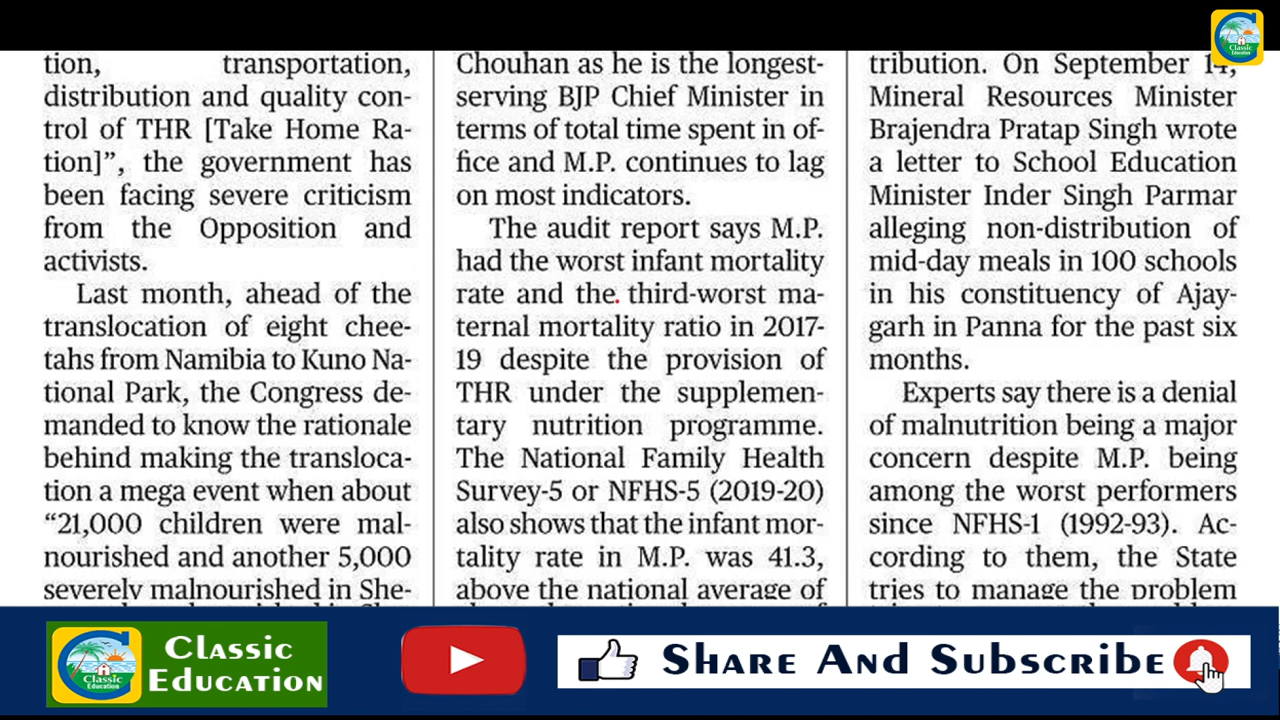 tion, transportation,
distribution and quality con-
trol of THR [Take Home Ra-
tion]”, the government has
been facing severe criticism
from the Opposition and
activists.
Last month, ahead of the
translocation of eight chee-
tahs from Namibia to Kuno Na-
tional Park, the Congress de-
manded to know the rationale
behind making the transloca-
tion a mega event when about
“21,000 children were mal-
nourished and another 5,000
severely malnourished in She-
Chouhan as he is the longest-
serving BJP Chief Minister in
terms of total time spent in of-
fice and M.P. continues to lag
on most indicators.
The audit report says M.P.
had the worst infant mortality
rate and the third-worst ma-
ternal mortality ratio in 2017-
19 despite the provision of
THR under the supplemen-
tary nutrition programme.
The National Family Health
Survey-5 or NFHS-5 (2019-20)
also shows that the infant mor-
tality rate in M.P. was 41.3,
above the national average of
tribution. On September 14,
Mineral Resources Minister
Brajendra Pratap Singh wrote
a letter to School Education
Minister Inder Singh Parmar
alleging non-distribution of
mid-day meals in 100 schools
in his constituency of Ajay-
garh in Panna for the past six
months.
Experts say there is a denial
of malnutrition being a major
concern despite M.P. being
among the worst performers
since NFHS-1 (1992-93). Ac-
cording to them, the State
tries to manage the problem
Classic
Education
Classic
Education
Classic
Education
Share And Subscribe